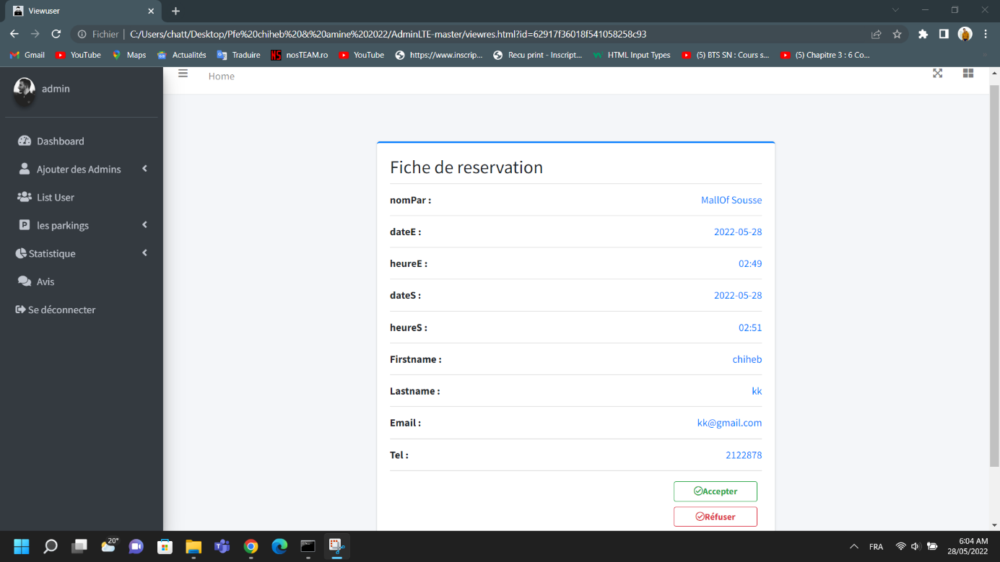 Viewuser
Fichier | C:/Users/chatt/Desktop/Pfe%20chiheb%20&%20amine%202022/AdminLTE-master/viewres.html?id=62917f36018f541058258c93
Gmail YouTube Maps Actualités Traduire NS nosTEAM.ro YouTube https://www.inscrip... Recu print - Inscript... HTML Input Types (5) BTS SN : Cours s... (5) Chapitre 3 : 6 Co...
admin
Dashboard
Ajouter des Admins
List User
les parkings
Statistique
Avis
Se déconnecter
Home
Fiche de reservation
nomPar : MallOf Sousse
dateE : 2022-05-28
heureE : 02:49
dateS : 2022-05-28
heureS : 02:51
Firstname : chiheb
Lastname : kk
Email : kk@gmail.com
Tel : 2122878
Accepter
Réfuser
20°
FRA
6:04 AM
28/05/2022